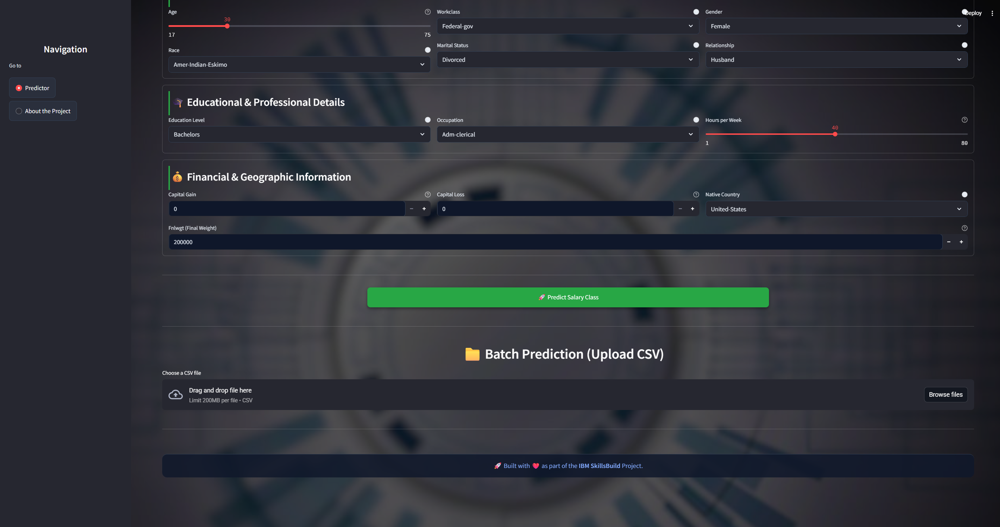 Deploy
Navigation
Go to
Predictor
About the Project
Age
30
17
75
Workclass
Federal-gov
Gender
Female
Race
Amer-Indian-Eskimo
Marital Status
Divorced
Relationship
Husband
🎓 Educational & Professional Details
Education Level
Bachelors
Occupation
Adm-clerical
Hours per Week
40
1
80
💰 Financial & Geographic Information
Capital Gain
0
Capital Loss
0
Native Country
United-States
Fnlwgt (Final Weight)
200000
🚀 Predict Salary Class
📁 Batch Prediction (Upload CSV)
Choose a CSV file
Drag and drop file here
Limit 200MB per file • CSV
Browse files
🚀 Built with ❤️ as part of the IBM SkillsBuild Project.